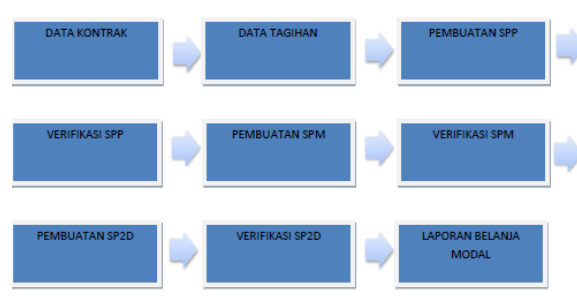 DATA KONTRAK
DATA TAGIHAN
PEMBUATAN SPP
VERIFIKASI SPP
PEMBUATAN SPM
VERIFIKASI SPM
PEMBUATAN SP2D
VERIFIKASI SP2D
LAPORAN BELANJA
MODAL